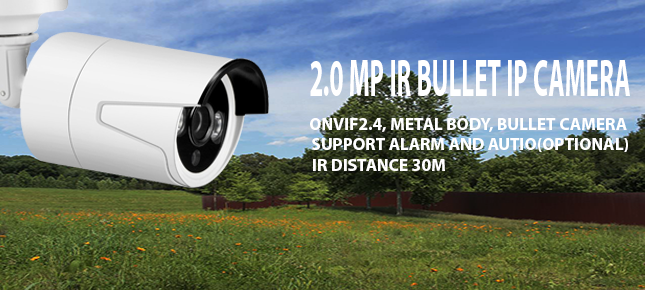 2.0 MP IR BULLET IP CAMERA
ONVIF2.4, METAL BODY, BULLET CAMERA
SUPPORT ALARM AND AUTIO(OPTIONAL)
IR DISTANCE 30M